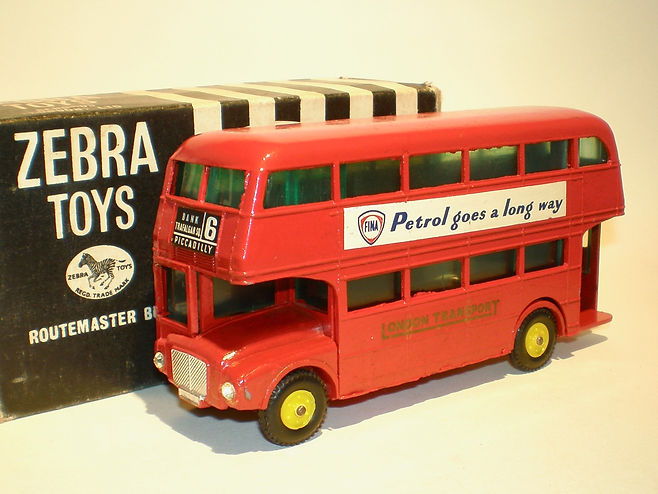 ZEBRA
TOYS
ZEBRA TOYS
REGD. TRADE MARK
ROUTEMASTER
BANK
TRAFALGAR SQ
PICCADILLY
6
FINA
Petrol goes a long way
LONDON TRANSPORT